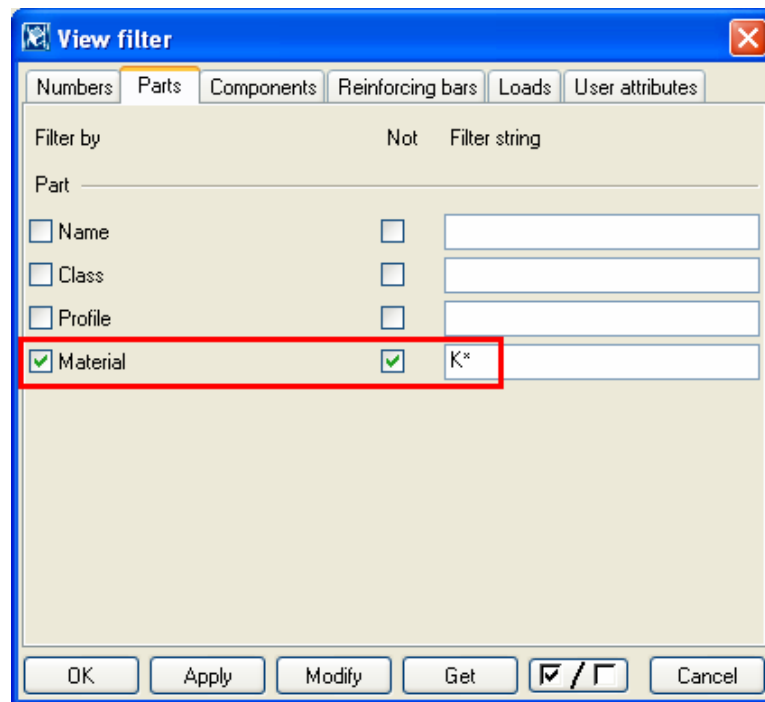 View filter
Numbers Parts Components Reinforcing bars Loads User attributes
Filter by Not Filter string
Part
Name
Class
Profile
Material K*
OK Apply Modify Get / Cancel